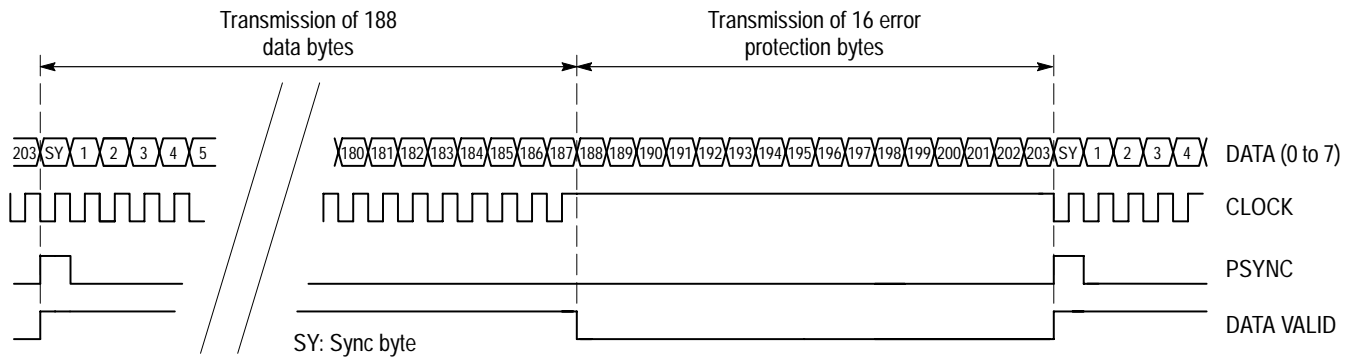 Transmission of 188
data bytes
Transmission of 16 error
protection bytes
203 SY 1 2 3 4 5 180 181 182 183 184 185 186 187 188 189 190 191 192 193 194 195 196 197 198 199 200 201 202 203 SY 1 2 3 4 DATA (0 to 7)
CLOCK
PSYNC
DATA VALID
SY: Sync byte